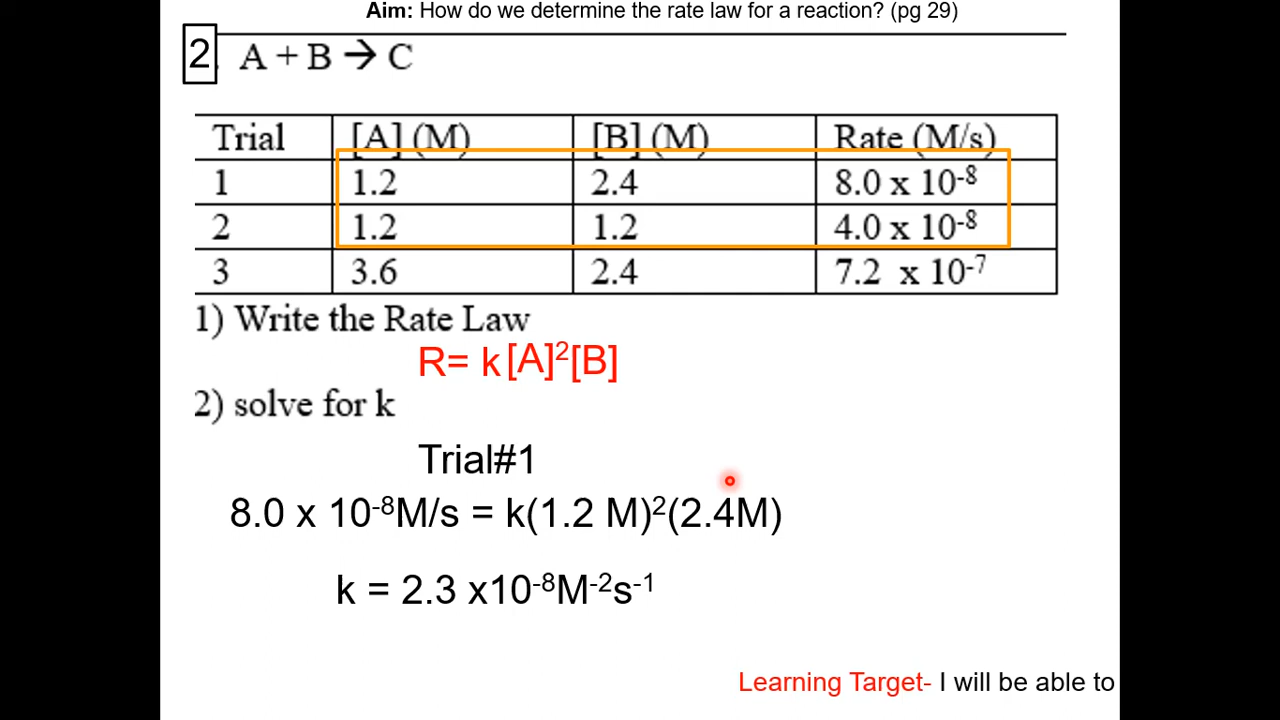 Aim: How do we determine the rate law for a reaction? (pg 29)
2. A + B → C
Trial [A] (M) [B] (M) Rate (M/s)
1 1.2 2.4 8.0 x 10⁻⁸
2 1.2 1.2 4.0 x 10⁻⁸
3 3.6 2.4 7.2 x 10⁻⁷
1) Write the Rate Law
R= k[A]²[B]
2) solve for k
Trial#1
8.0 x 10⁻⁸M/s = k(1.2 M)²(2.4M)
k = 2.3 x10⁻⁸M⁻²s⁻¹
Learning Target- I will be able to